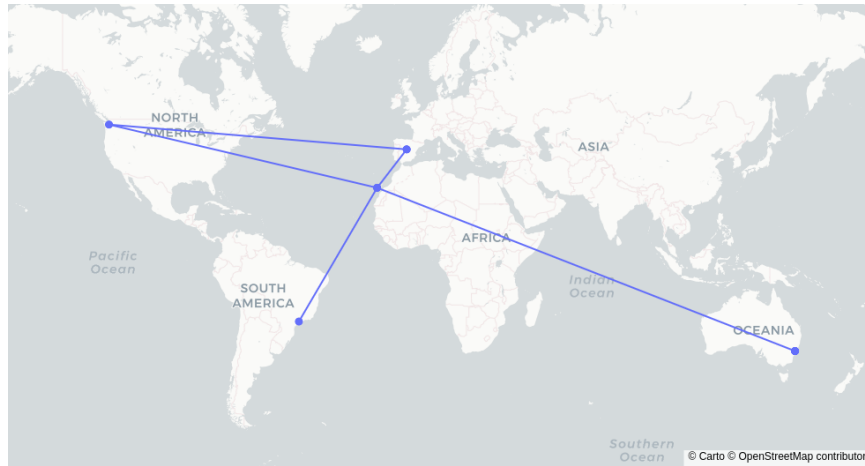 NORTH
AMERICA
ASIA
AFRICA
Pacific
Ocean
SOUTH
AMERICA
Indian
Ocean
OCEANIA
Southern
Ocean
© Carto © OpenStreetMap contributor